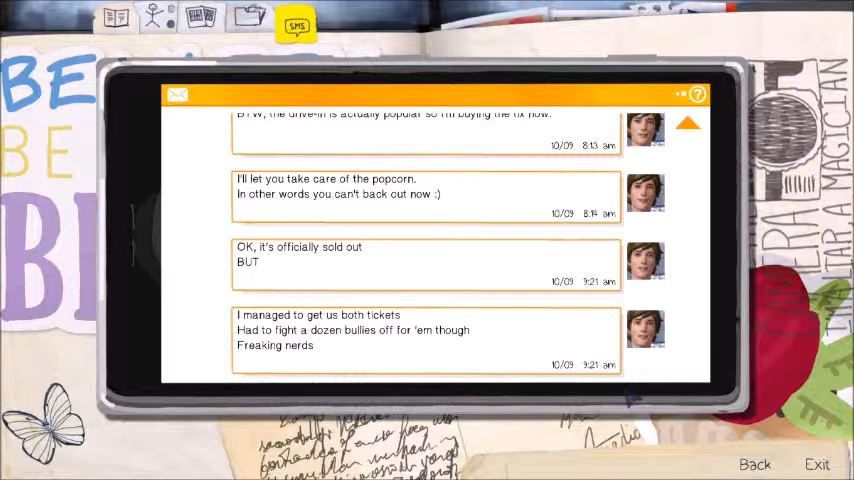 SMS
BE
BE
BTW, the drive-in is actually popular so I'm buying the tix now.
10/09 8:13 am
I'll let you take care of the popcorn.
In other words you can't back out now :)
10/09 8:14 am
OK, it's officially sold out
BUT
10/09 9:21 am
I managed to get us both tickets
Had to fight a dozen bullies off for 'em though
Freaking nerds
10/09 9:21 am
MAGICIAN
Back
Exit